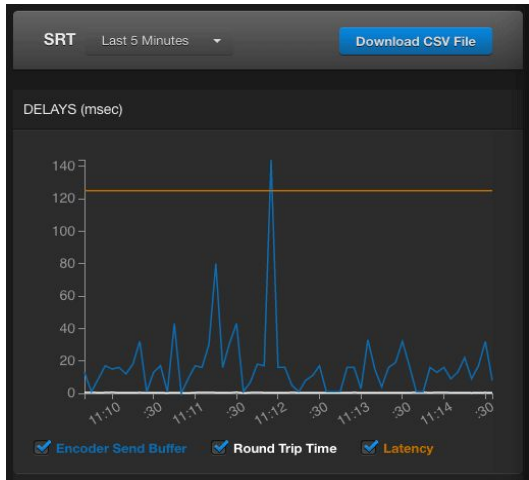 SRT Last 5 Minutes Download CSV File
DELAYS (msec)
140
120
100
80
60
40
20
0
11:10 :30 11:11 :30 11:12 :30 11:13 :30 11:14 :30
Encoder Send Buffer Round Trip Time Latency